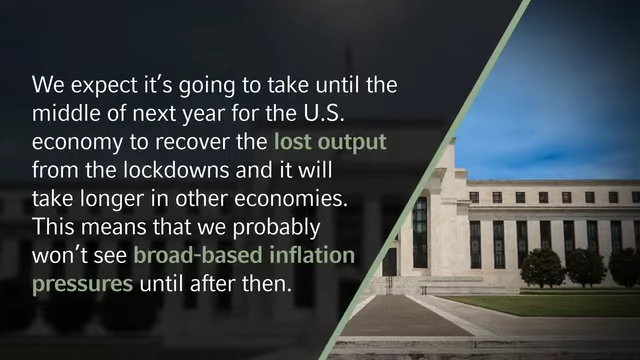 We expect it’s going to take until the
middle of next year for the U.S.
economy to recover the lost output
from the lockdowns and it will
take longer in other economies.
This means that we probably
won’t see broad-based inflation
pressures until after then.